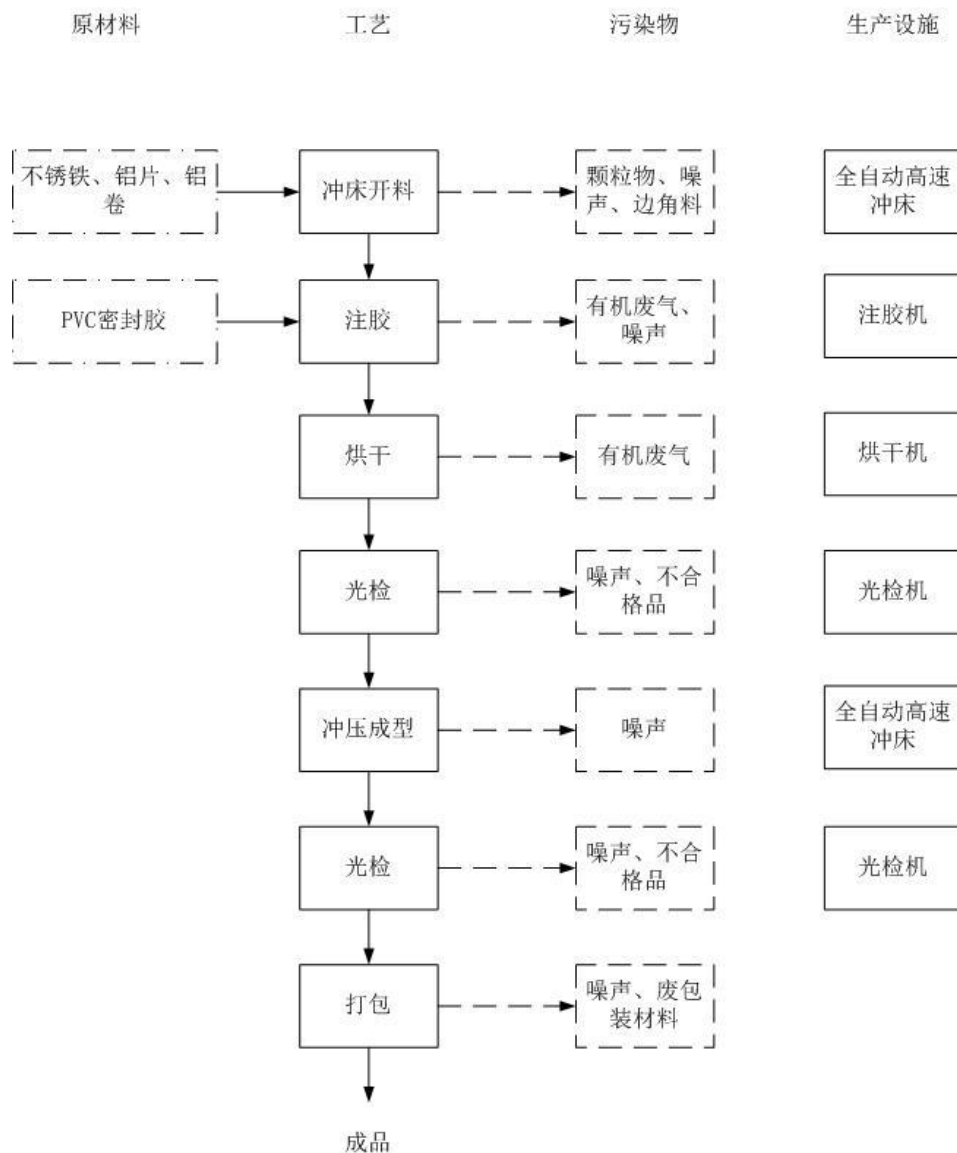 原材料
工艺
污染物
生产设施
不锈铁、铝片、铝
卷
冲床开料
颗粒物、噪
声、边角料
全自动高速
冲床
PVC密封胶
注胶
有机废气、
噪声
注胶机
烘干
有机废气
烘干机
光检
噪声、不合
格品
光检机
冲压成型
噪声
全自动高速
冲床
光检
噪声、不合
格品
光检机
打包
噪声、废包
装材料
成品